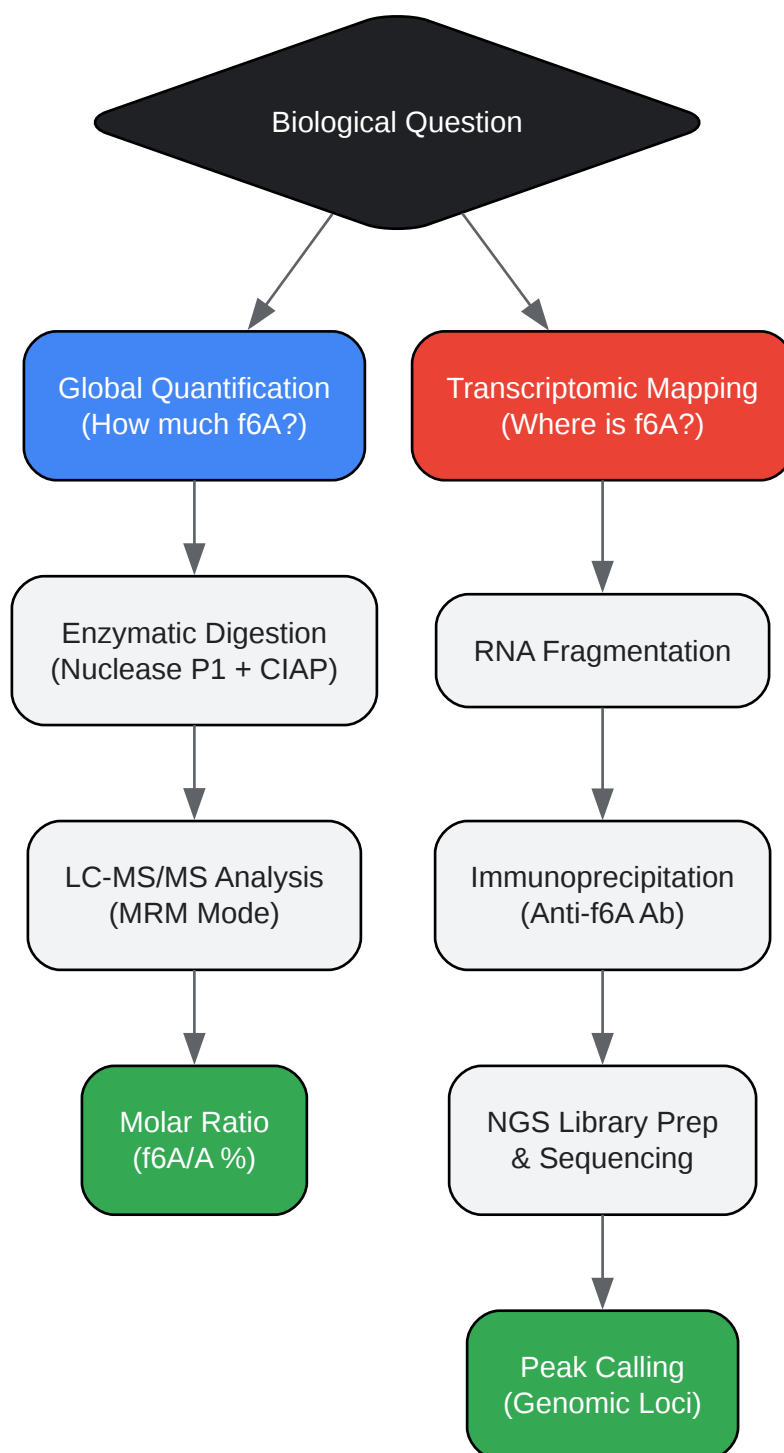 Biological Question
Global Quantification
(How much f6A?)
Transcriptomic Mapping
(Where is f6A?)
Enzymatic Digestion
(Nuclease P1 + CIAP)
RNA Fragmentation
LC-MS/MS Analysis
(MRM Mode)
Immunoprecipitation
(Anti-f6A Ab)
Molar Ratio
(f6A/A %)
NGS Library Prep
& Sequencing
Peak Calling
(Genomic Loci)